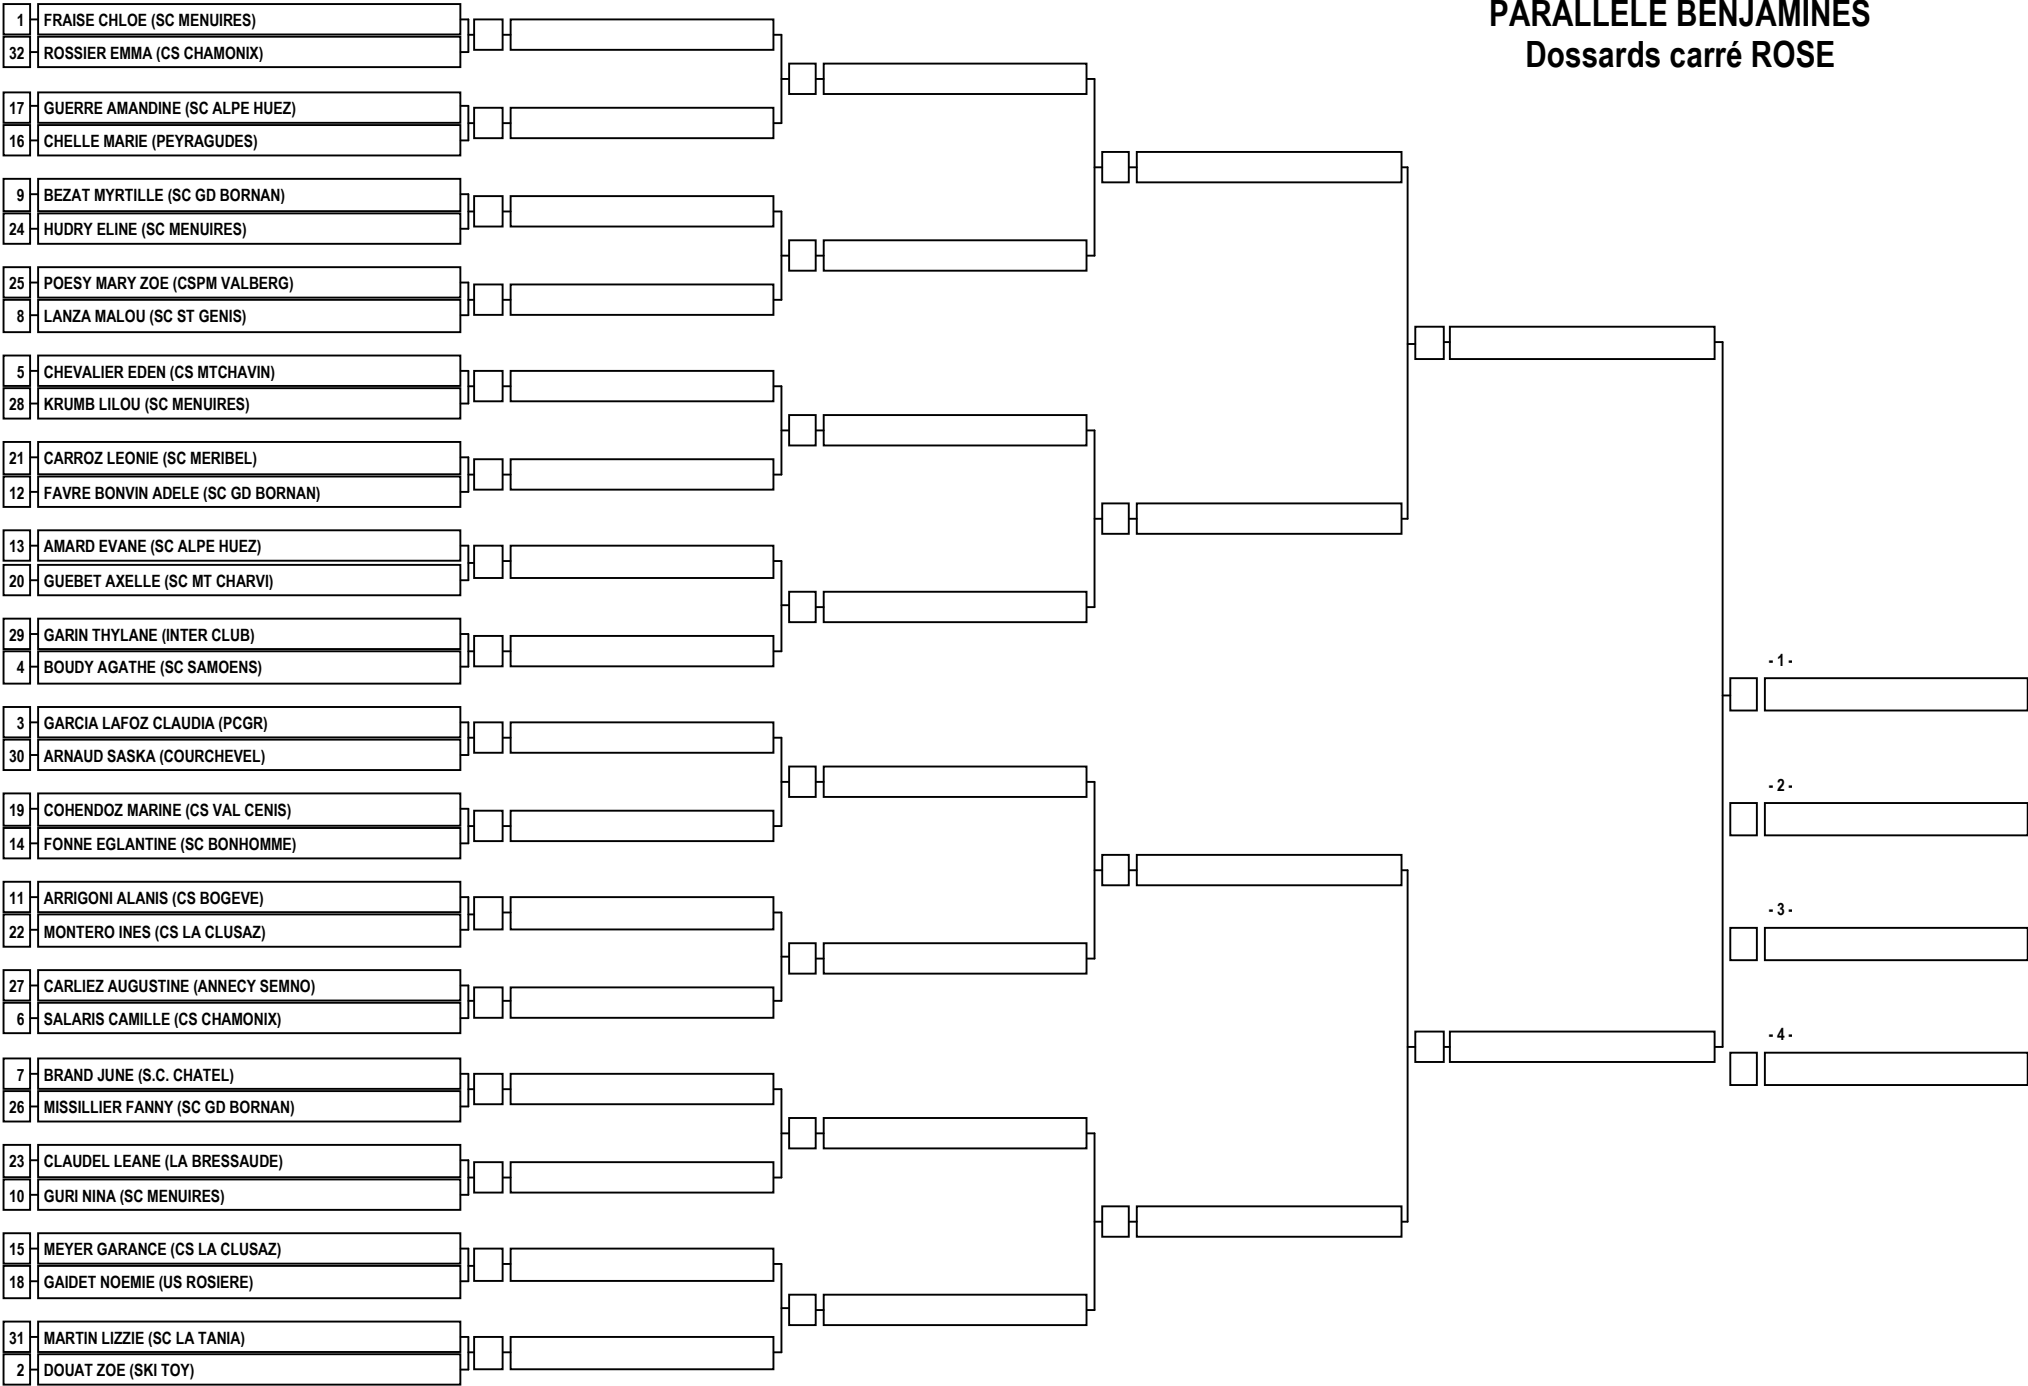 PARALLELE BENJAMINES
Dossards carré ROSE
1 FRAISE CHLOE (SC MENUIRES)
32 ROSSIER EMMA (CS CHAMONIX)
17 GUERRE AMANDINE (SC ALPE HUEZ)
16 CHELLE MARIE (PEYRAGUDES)
9 BEZAT MYRTILLE (SC GD BORNAN)
24 HUDRY ELINE (SC MENUIRES)
25 POESY MARY ZOE (CSPM VALBERG)
8 LANZA MALOU (SC ST GENIS)
5 CHEVALIER EDEN (CS MTCHAVIN)
28 KRUMB LILOU (SC MENUIRES)
21 CARROZ LEONIE (SC MERIBEL)
12 FAVRE BONVIN ADELE (SC GD BORNAN)
13 AMARD EVANE (SC ALPE HUEZ)
20 GUEBET AXELLE (SC MT CHARVI)
29 GARIN THYLANE (INTER CLUB)
4 BOUDY AGATHE (SC SAMOENS)
3 GARCIA LAFOZ CLAUDIA (PCGR)
30 ARNAUD SASKA (COURCHEVEL)
19 COHENDOZ MARINE (CS VAL CENIS)
14 FONNE EGLANTINE (SC BONHOMME)
11 ARRIGONI ALANIS (CS BOGEVE)
22 MONTERO INES (CS LA CLUSAZ)
27 CARLIEZ AUGUSTINE (ANNECY SEMNO)
6 SALARIS CAMILLE (CS CHAMONIX)
7 BRAND JUNE (S.C. CHATEL)
26 MISSILLIER FANNY (SC GD BORNAN)
23 CLAUDEL LEANE (LA BRESSAUDE)
10 GURI NINA (SC MENUIRES)
15 MEYER GARANCE (CS LA CLUSAZ)
18 GAIDET NOEMIE (US ROSIERE)
31 MARTIN LIZZIE (SC LA TANIA)
2 DOUAT ZOE (SKI TOY)
- 1 -
- 2 -
- 3 -
- 4 -